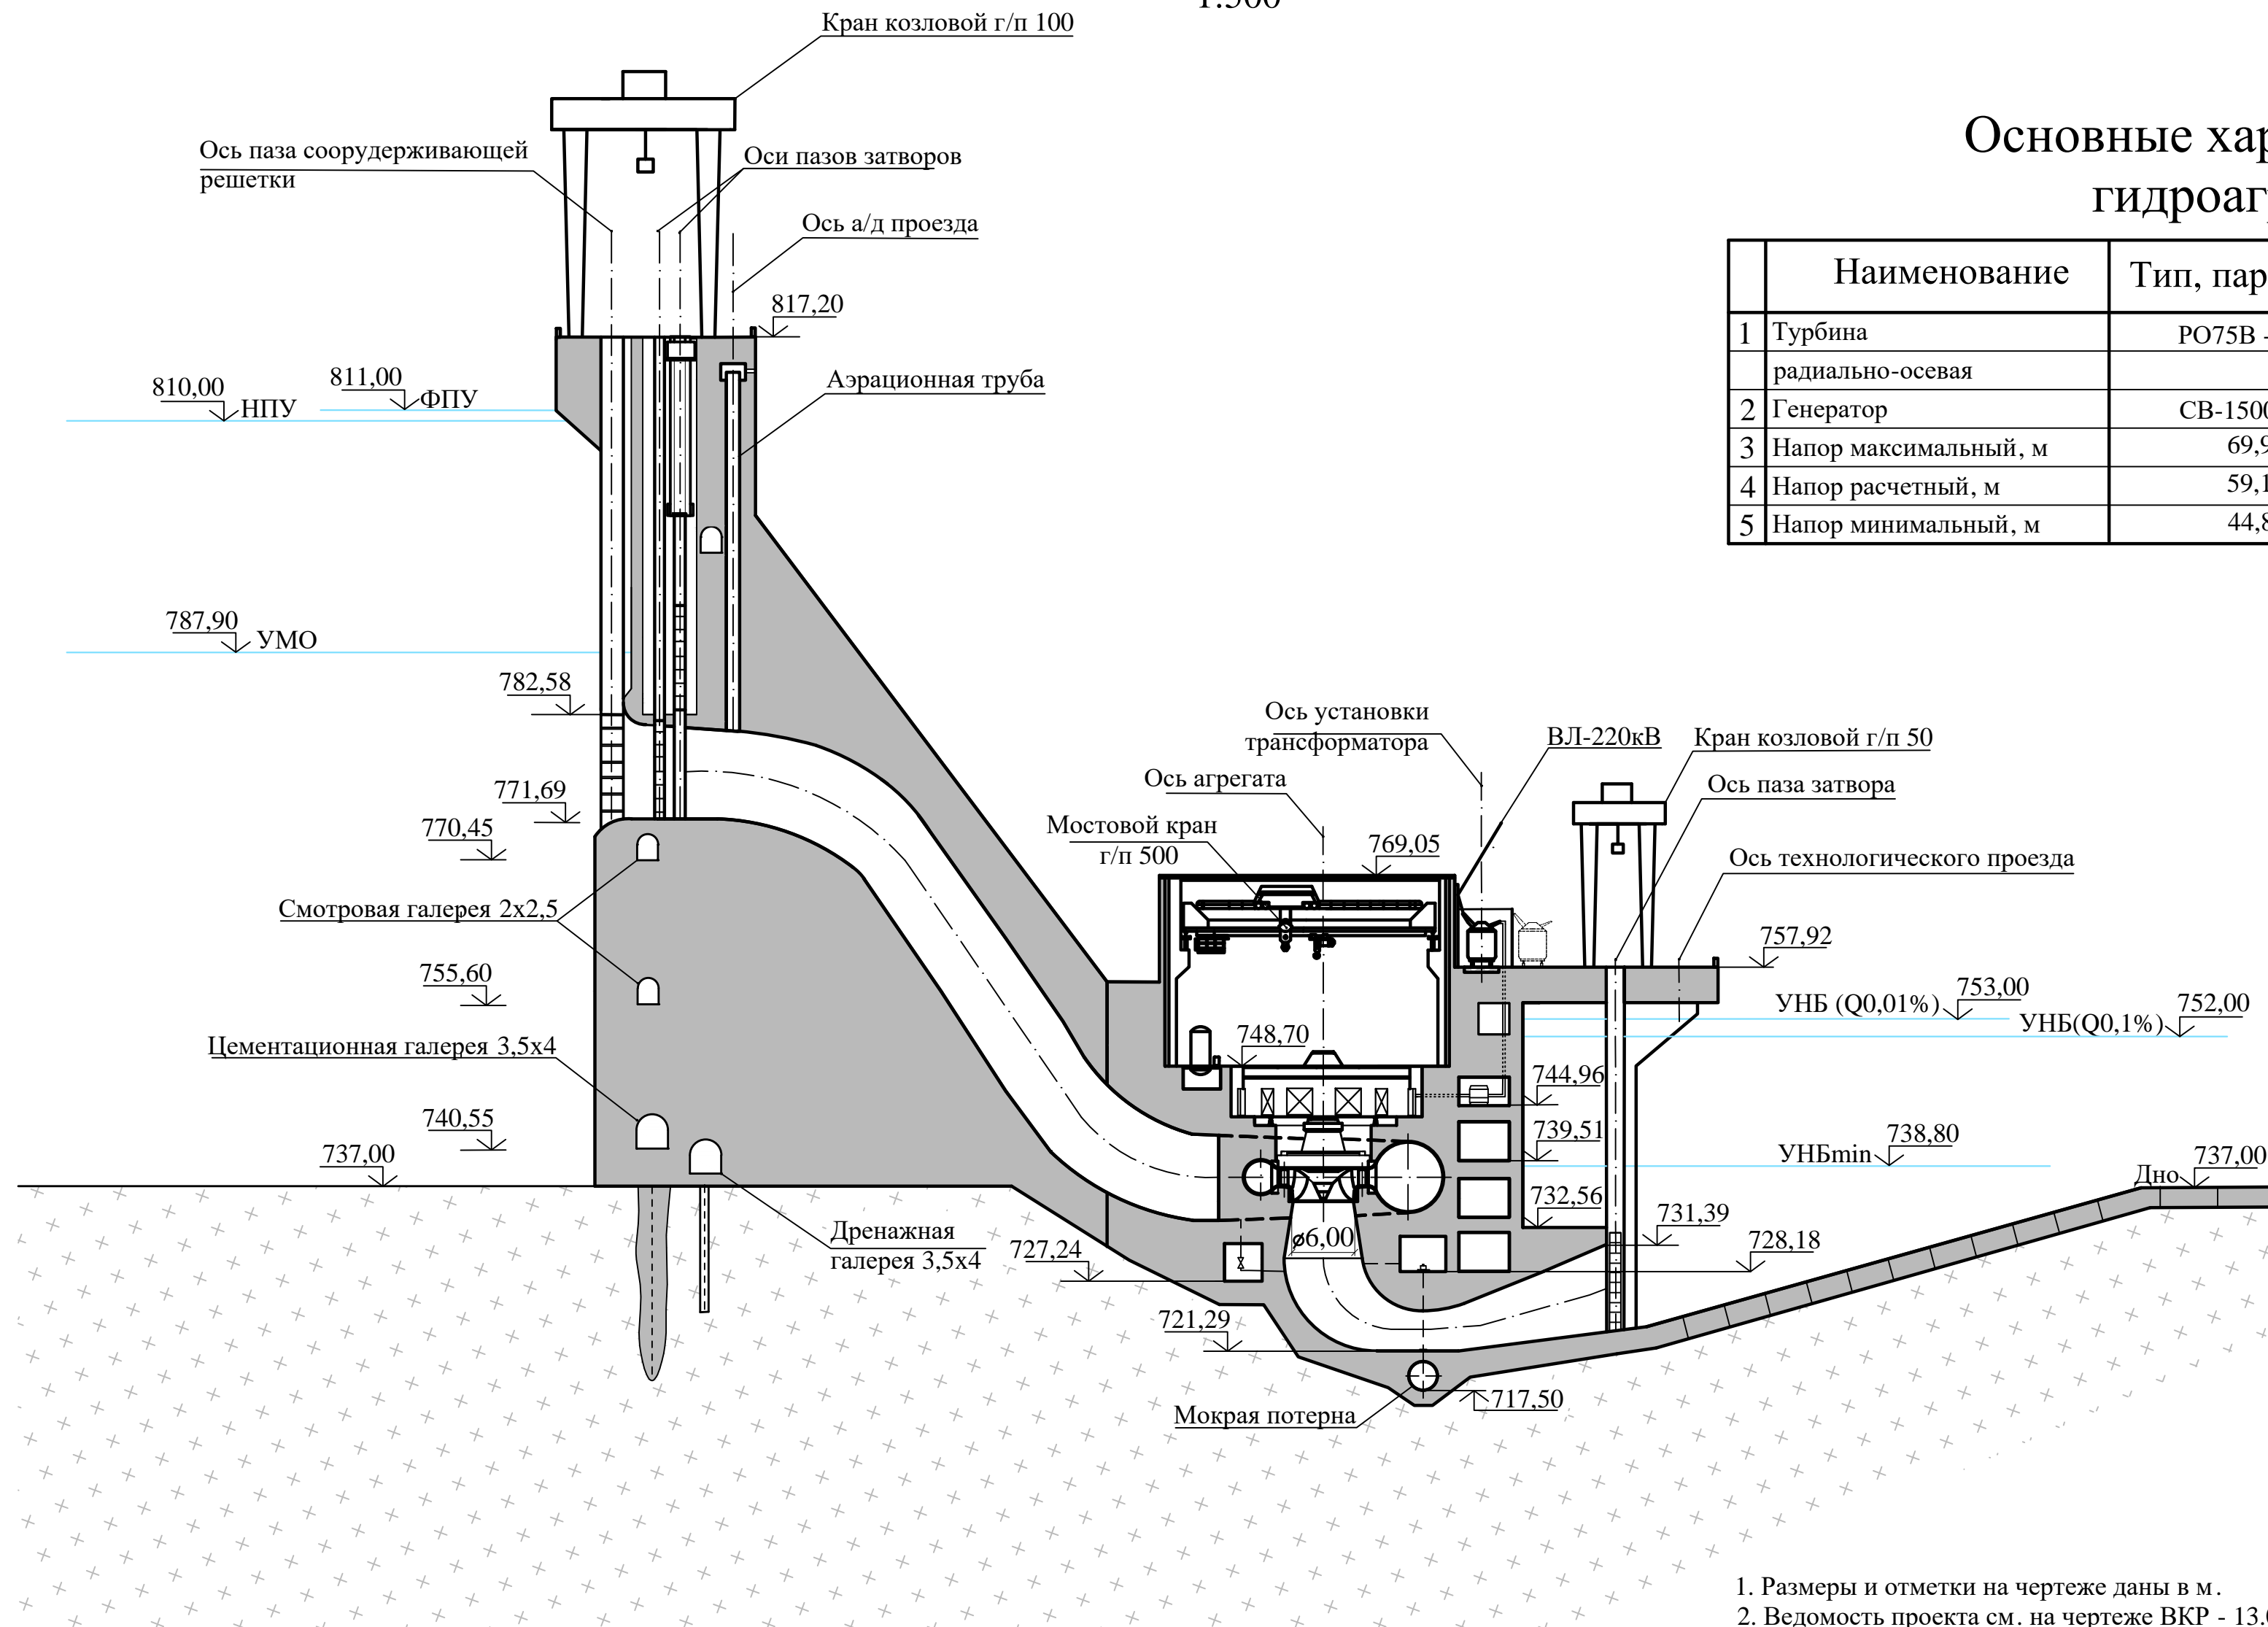 1:500
Кран козловой г/п 100
Ось паза соорудерживающей
решетки
Оси пазов затворов
Ось а/д проезда
817,20
810,00
НПУ
811,00
ФПУ
Аэрационная труба
787,90
УМО
782,58
771,69
770,45
Смотровая галерея 2х2,5
755,60
Цементационная галерея 3,5х4
740,55
737,00
Дренажная
галерея 3,5х4
Ось установки
трансформатора
ВЛ-220кВ
Кран козловой г/п 50
Ось агрегата
Ось паза затвора
Мостовой кран
г/п 500
769,05
Ось технологического проезда
757,92
УНБ (Q0,01%)
753,00
УНБ(Q0,1%)
752,00
748,70
744,96
739,51
УНБmin
738,80
Дно
737,00
732,56
731,39
728,18
ø6,00
727,24
721,29
717,50
Мокрая потерна
Основные хар
гидроаг
Наименование
Тип, пар
1 Турбина РО75В -
радиально-осевая
2 Генератор СВ-1500
3 Напор максимальный, м 69,9
4 Напор расчетный, м 59,1
5 Напор минимальный, м 44,8
1. Размеры и отметки на чертеже даны в м.
2. Ведомость проекта см. на чертеже ВКР - 13.0